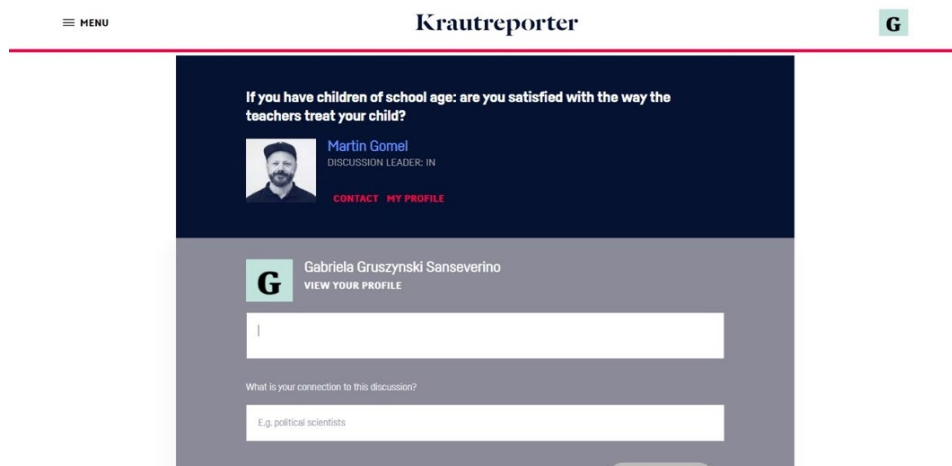 MENU
Krautreporter
G
If you have children of school age: are you satisfied with the way the
teachers treat your child?
Martin Gomel
DISCUSSION LEADER: IN
CONTACT MY PROFILE
G
Gabriela Gruszynski Sanseverino
VIEW YOUR PROFILE
What is your connection to this discussion?
E.g. political scientists